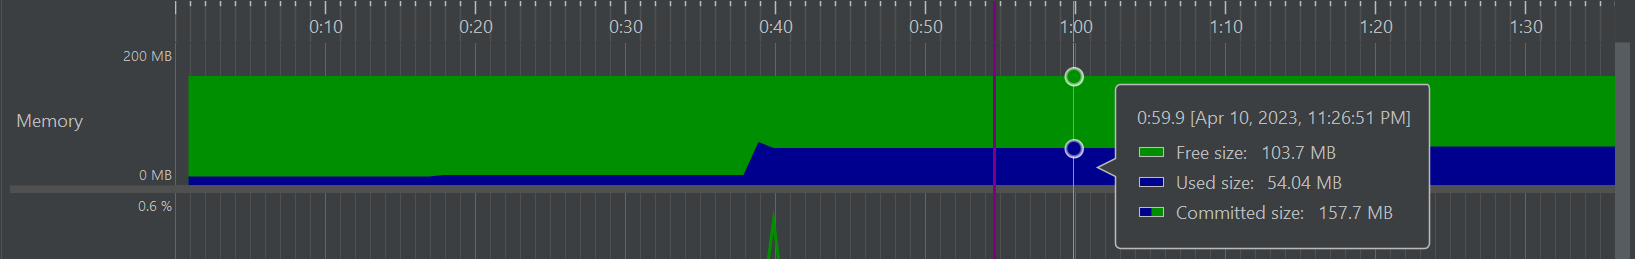 0:10 0:20 0:30 0:40 0:50 1:00 1:10 1:20 1:30
200 MB
Memory
0 MB
0.6 %
0:59.9 [Apr 10, 2023, 11:26:51 PM]
Free size: 103.7 MB
Used size: 54.04 MB
Committed size: 157.7 MB